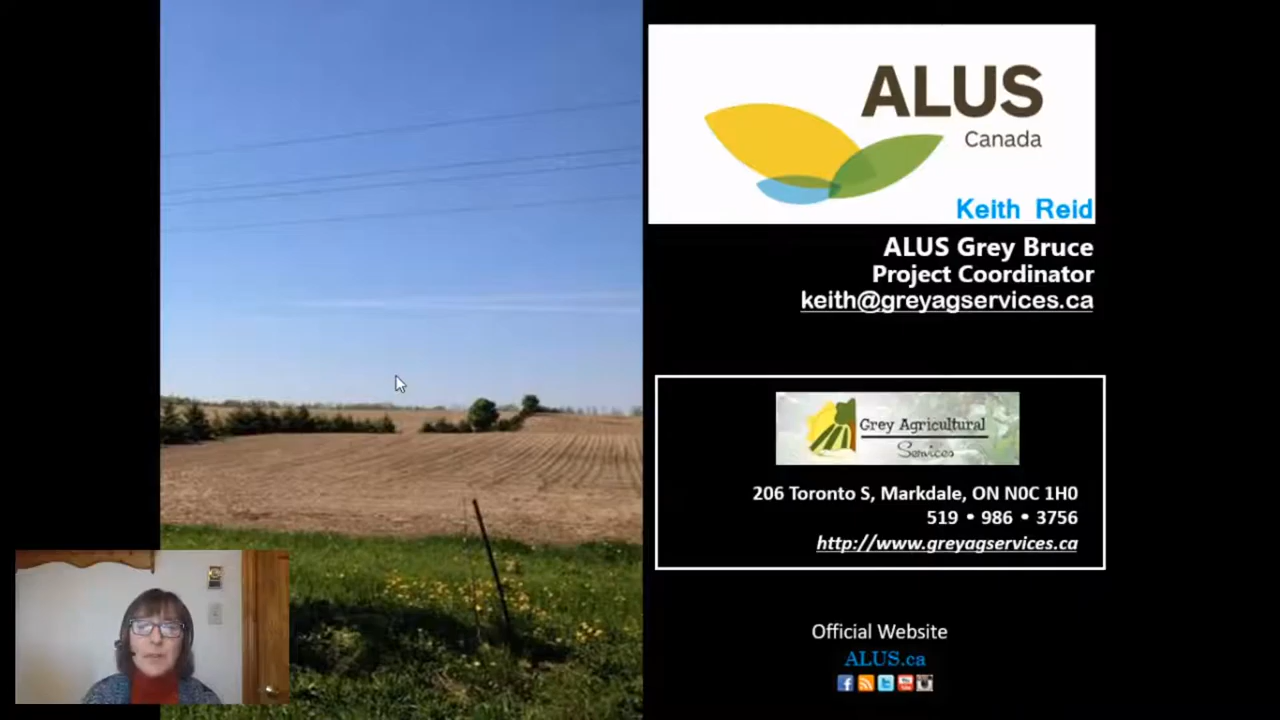 ALUS
Canada
Keith Reid
ALUS Grey Bruce
Project Coordinator
keith@greyagservices.ca
Grey Agricultural
Services
206 Toronto S, Markdale, ON N0C 1H0
519 • 986 • 3756
http://www.greyagservices.ca
Official Website
ALUS.ca